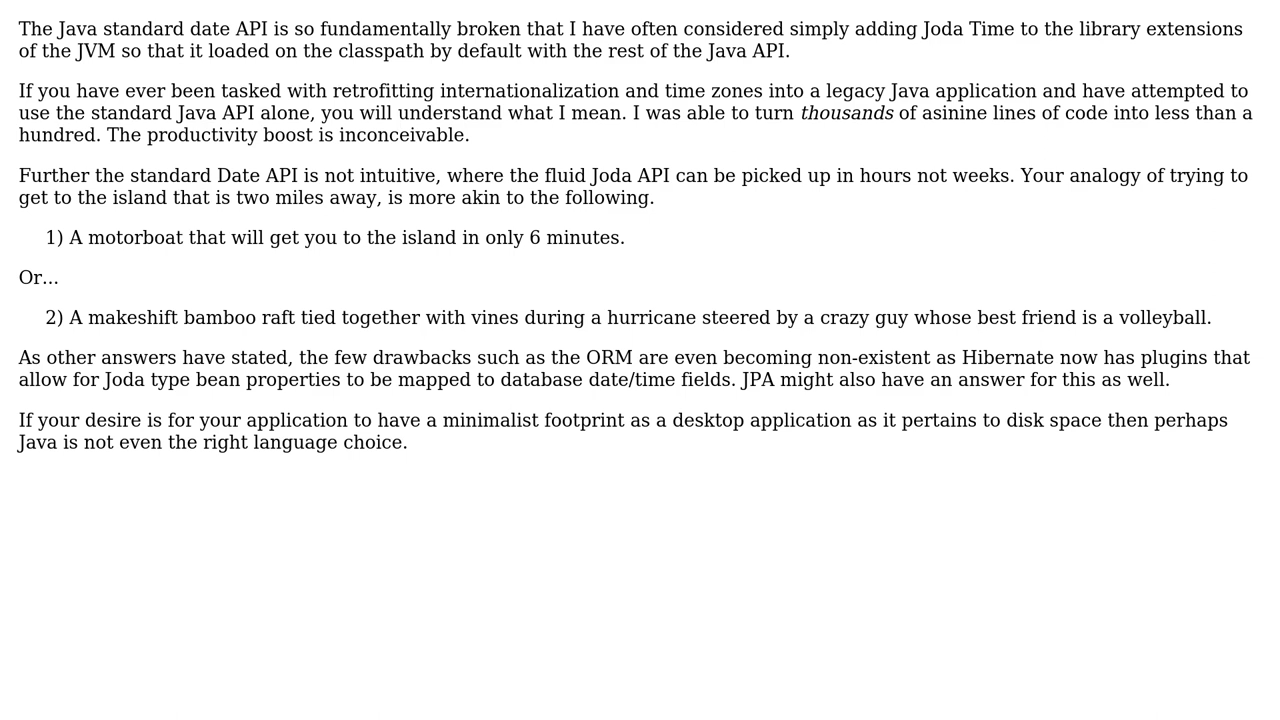 The Java standard date API is so fundamentally broken that I have often considered simply adding Joda Time to the library extensions
of the JVM so that it loaded on the classpath by default with the rest of the Java API.
If you have ever been tasked with retrofitting internationalization and time zones into a legacy Java application and have attempted to
use the standard Java API alone, you will understand what I mean. I was able to turn thousands of asinine lines of code into less than a
hundred. The productivity boost is inconceivable.
Further the standard Date API is not intuitive, where the fluid Joda API can be picked up in hours not weeks. Your analogy of trying to
get to the island that is two miles away, is more akin to the following.
1) A motorboat that will get you to the island in only 6 minutes.
Or...
2) A makeshift bamboo raft tied together with vines during a hurricane steered by a crazy guy whose best friend is a volleyball.
As other answers have stated, the few drawbacks such as the ORM are even becoming non-existent as Hibernate now has plugins that
allow for Joda type bean properties to be mapped to database date/time fields. JPA might also have an answer for this as well.
If your desire is for your application to have a minimalist footprint as a desktop application as it pertains to disk space then perhaps
Java is not even the right language choice.